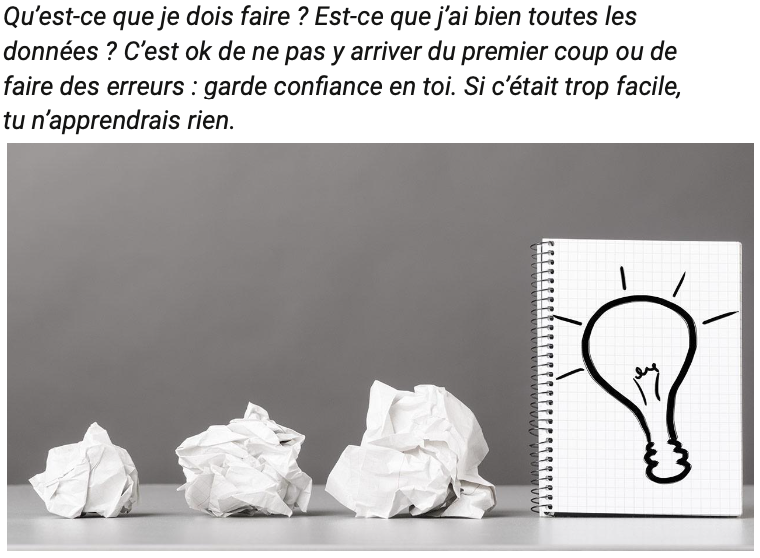 Qu’est-ce que je dois faire ? Est-ce que j’ai bien toutes les
données ? C’est ok de ne pas y arriver du premier coup ou de
faire des erreurs : garde confiance en toi. Si c’était trop facile,
tu n’apprendrais rien.